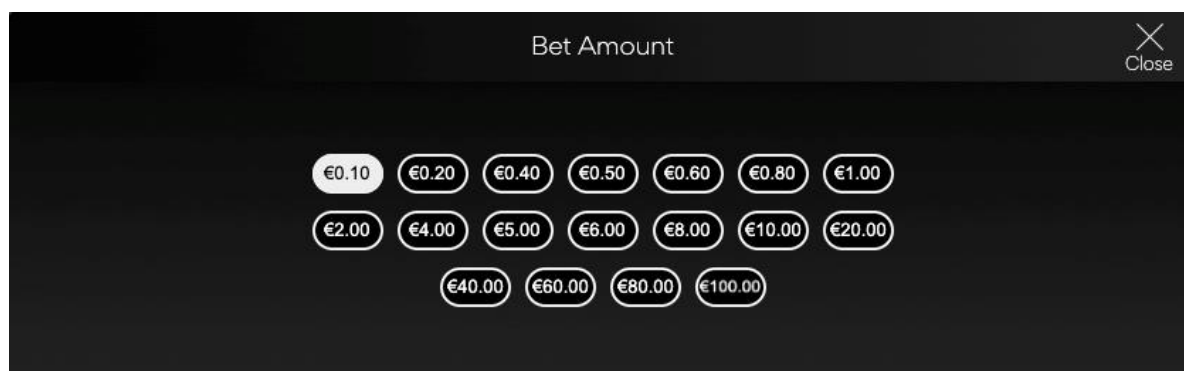 Bet Amount
Close
€0.10 €0.20 €0.40 €0.50 €0.60 €0.80 €1.00
€2.00 €4.00 €5.00 €6.00 €8.00 €10.00 €20.00
€40.00 €60.00 €80.00 €100.00